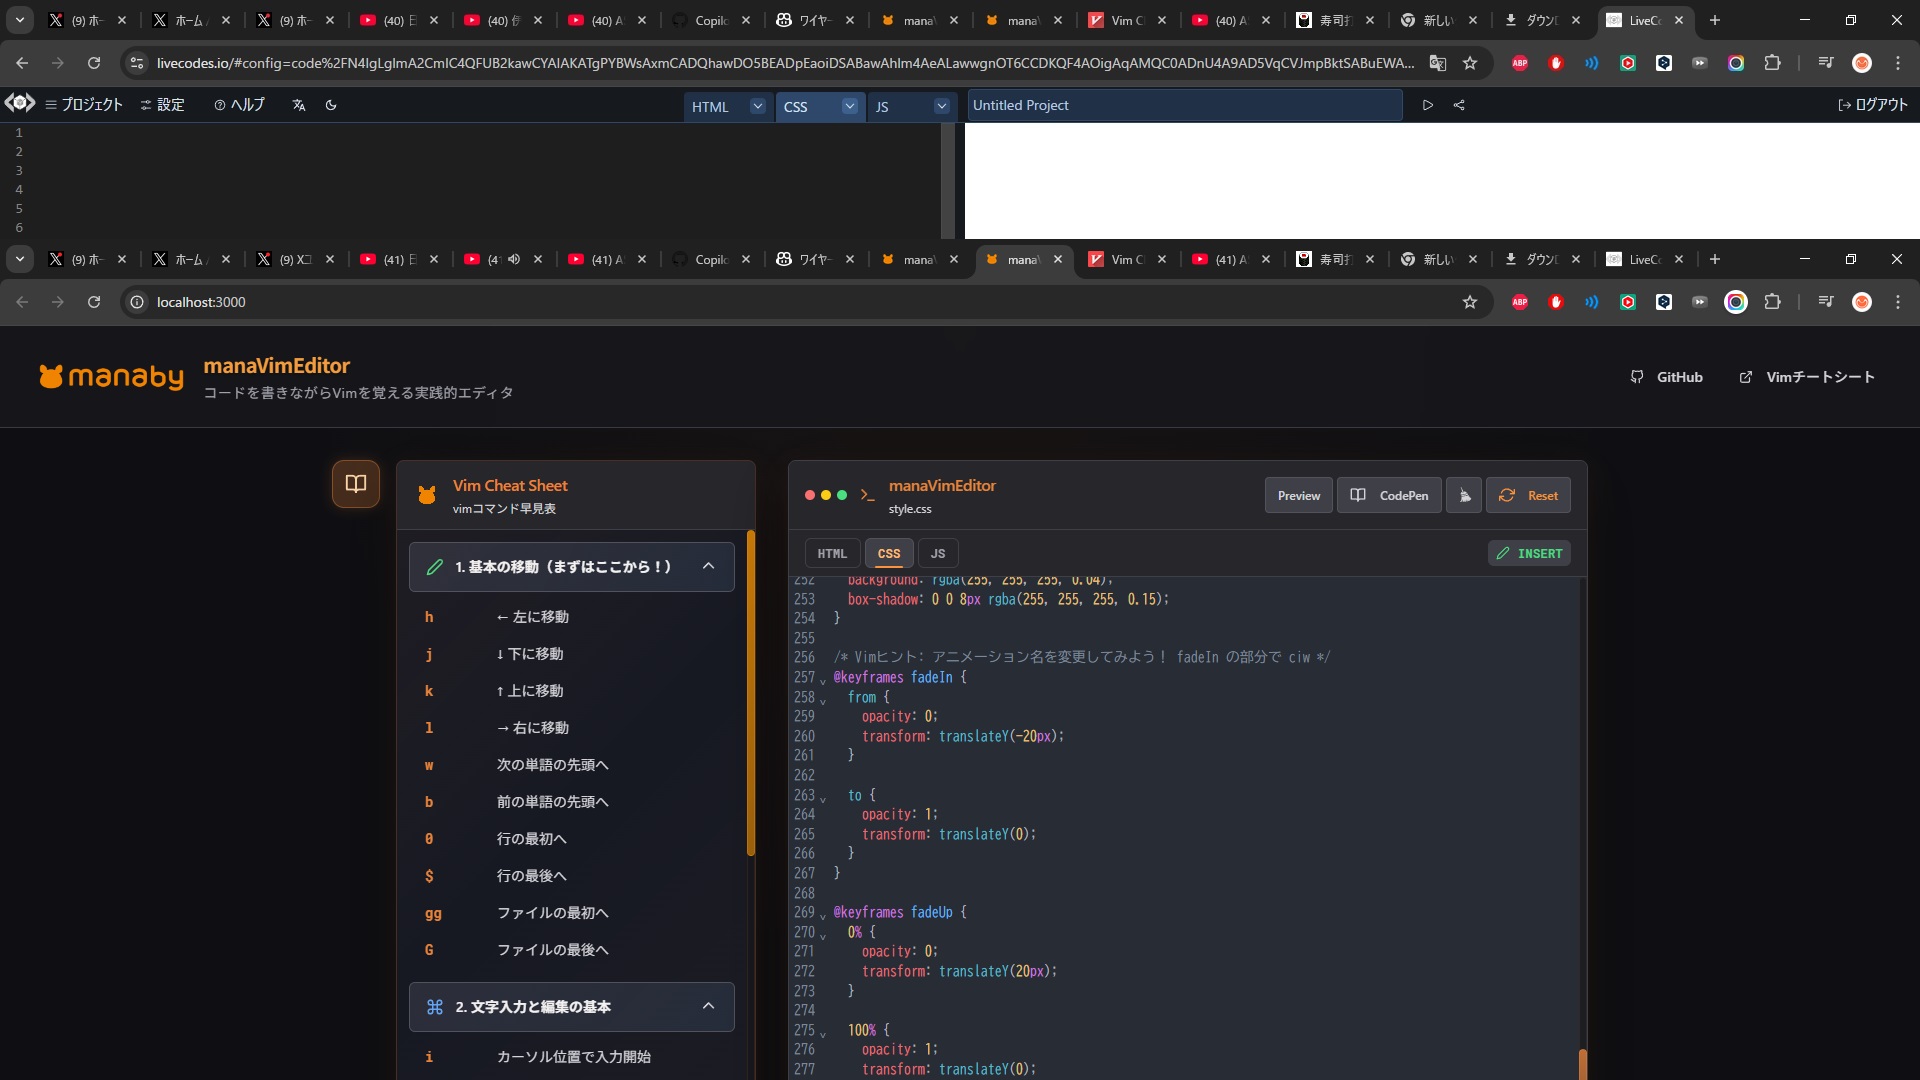 (9) ホー
ホーム /
(9) ホー
(40) 日
(40) 伊
(40) A
Copilo
ワイヤー
mana
mana
Vim C
(40) A
寿司打
新しい
ダウン
LiveCo
livecodes.io/#config=code%2FN4IgLgImA2CmIC4QFUB2kawCYAIAKATgPYBWsAxmCADQhawDO5BEADpEaoiDSABawAhIm4AeALawwgnOT6CCDKQF4AOigAqAMQC0ADnU4A9AD5VqCVJmpBktSABuEWA...
プロジェクト
設定
ヘルプ
HTML
CSS
JS
Untitled Project
ログアウト
1
2
3
4
5
6
(9) ホー
ホーム /
(9) Xユ
(41) 日
(4
(41) A
Copilo
ワイヤー
mana
mana
Vim C
(41) A
寿司打
新しい
ダウン
LiveCo
localhost:3000
manaby
manaVimEditor
コードを書きながらVimを覚える実践的エディタ
GitHub
Vimチートシート
Vim Cheat Sheet
vimコマンド早見表
1. 基本の移動（まずはここから！）
h ← 左に移動
j ↓ 下に移動
k ↑ 上に移動
l → 右に移動
w 次の単語の先頭へ
b 前の単語の先頭へ
0 行の最初へ
$ 行の最後へ
gg ファイルの最初へ
G ファイルの最後へ
2. 文字入力と編集の基本
i カーソル位置で入力開始
manaVimEditor
style.css
Preview
CodePen
Reset
HTML
CSS
JS
INSERT
252 background: rgba(255, 255, 255, 0.04);
253 box-shadow: 0 0 8px rgba(255, 255, 255, 0.15);
254 }
255
256 /* Vimヒント: アニメーション名を変更してみよう！ fadeIn の部分で ciw */
257 @keyframes fadeIn {
258 from {
259 opacity: 0;
260 transform: translateY(-20px);
261 }
262
263 to {
264 opacity: 1;
265 transform: translateY(0);
266 }
267 }
268
269 @keyframes fadeUp {
270 0% {
271 opacity: 0;
272 transform: translateY(20px);
273 }
274
275 100% {
276 opacity: 1;
277 transform: translateY(0);